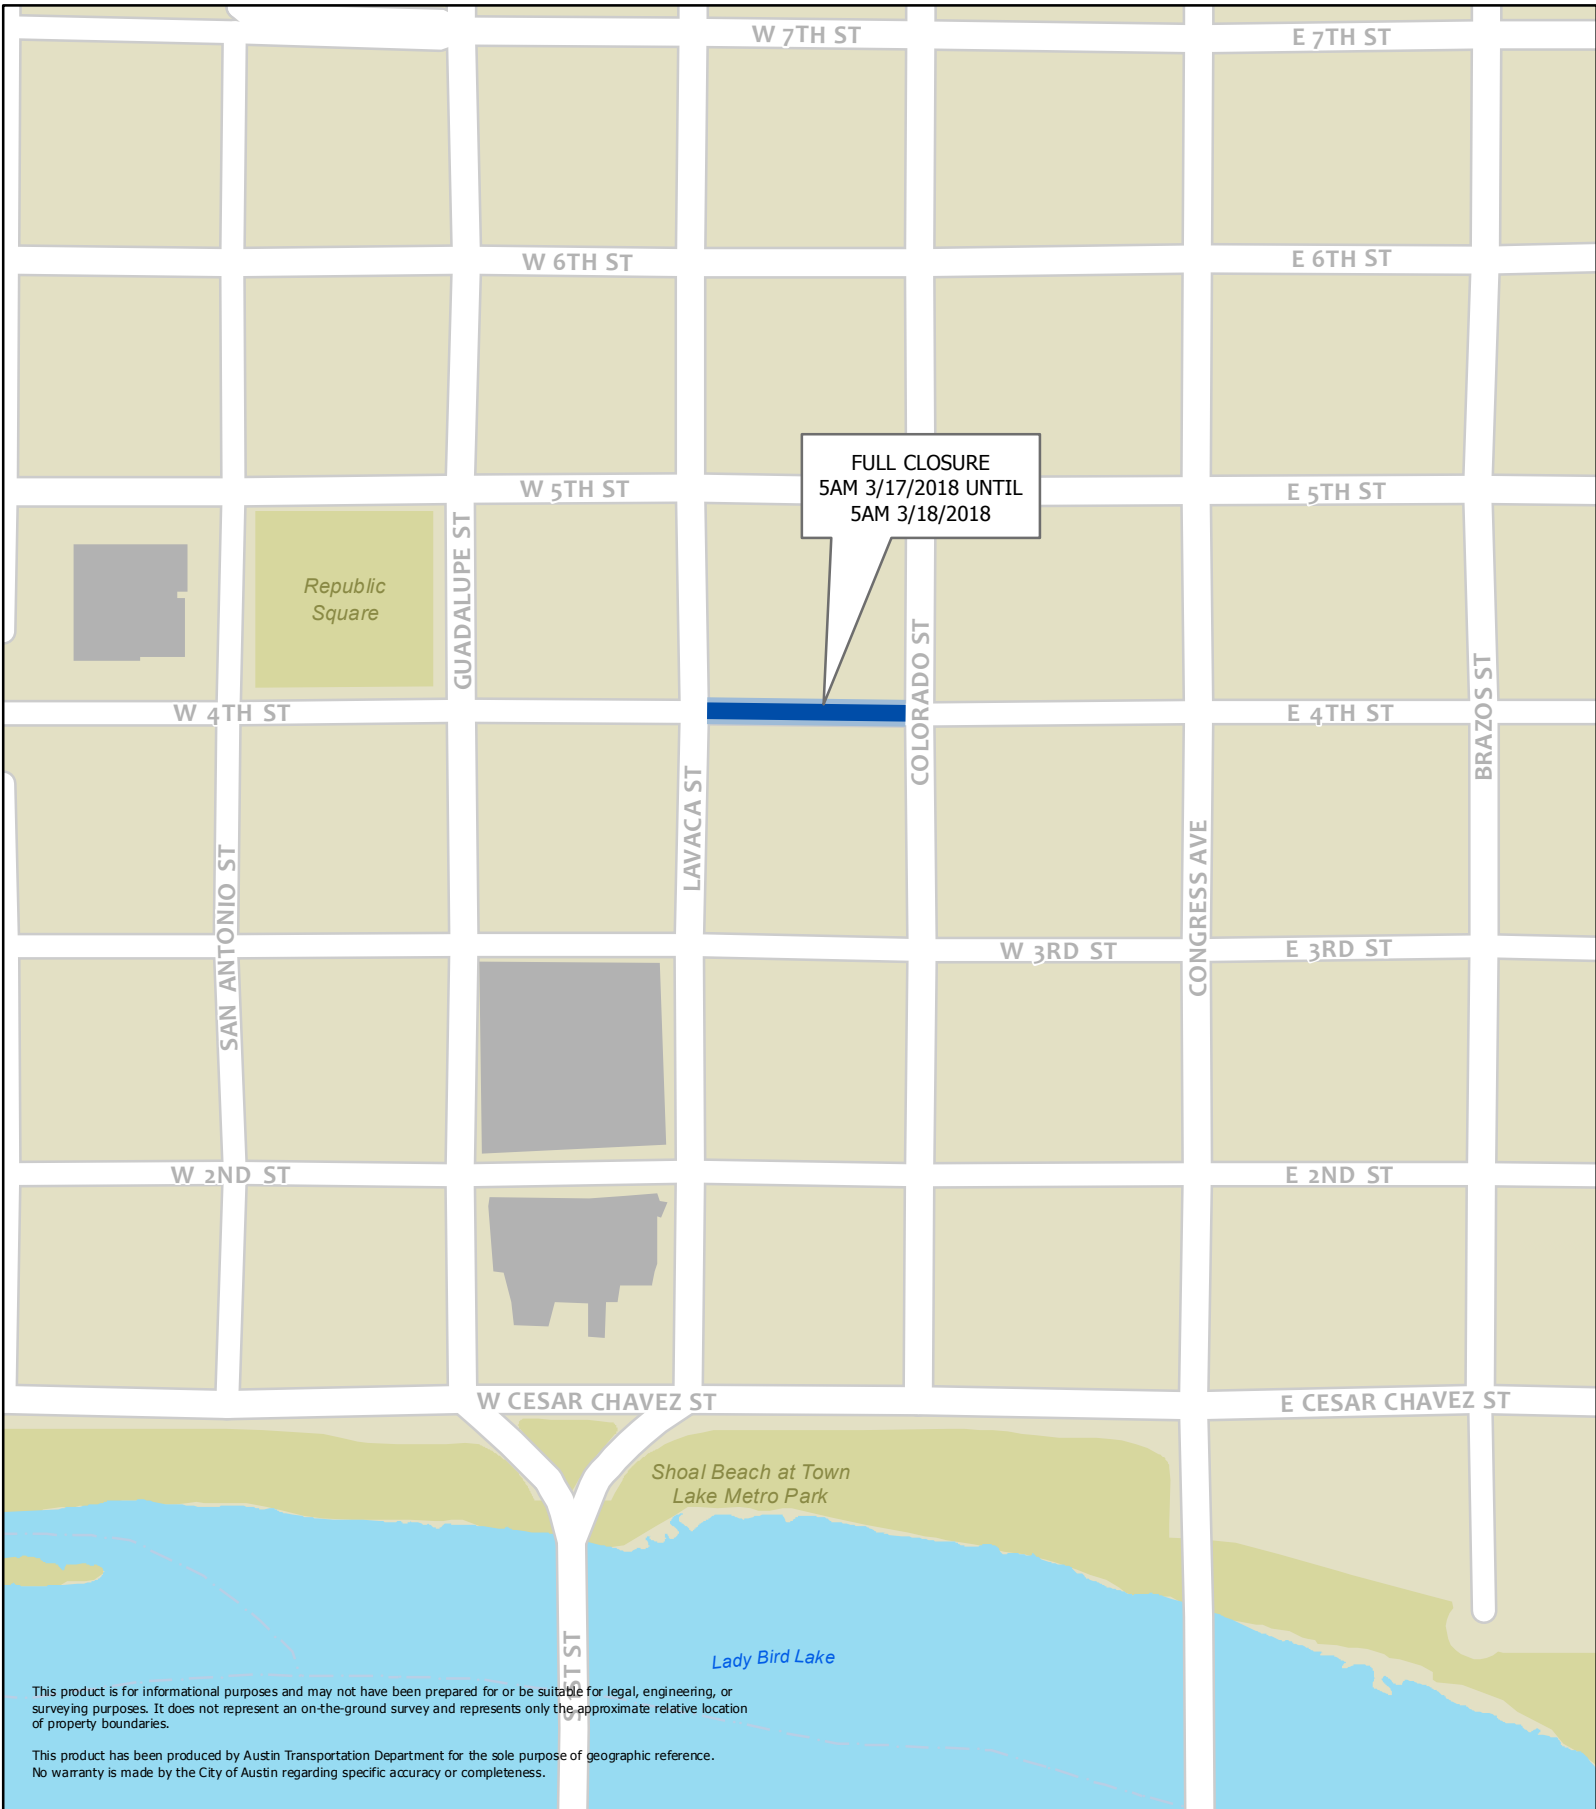 W 7TH ST
E 7TH ST
W 6TH ST
E 6TH ST
FULL CLOSURE
5AM 3/17/2018 UNTIL
5AM 3/18/2018
W 5TH ST
E 5TH ST
GUADALUPE ST
Republic
Square
COLORADO ST
BRAZOS ST
W 4TH ST
E 4TH ST
LAVACA ST
SAN ANTONIO ST
CONGRESS AVE
W 3RD ST
E 3RD ST
W 2ND ST
E 2ND ST
W CESAR CHAVEZ ST
E CESAR CHAVEZ ST
Shoal Beach at Town
Lake Metro Park
Lady Bird Lake
S 1ST ST
This product is for informational purposes and may not have been prepared for or be suitable for legal, engineering, or
surveying purposes. It does not represent an on-the-ground survey and represents only the approximate relative location
of property boundaries.
This product has been produced by Austin Transportation Department for the sole purpose of geographic reference.
No warranty is made by the City of Austin regarding specific accuracy or completeness.